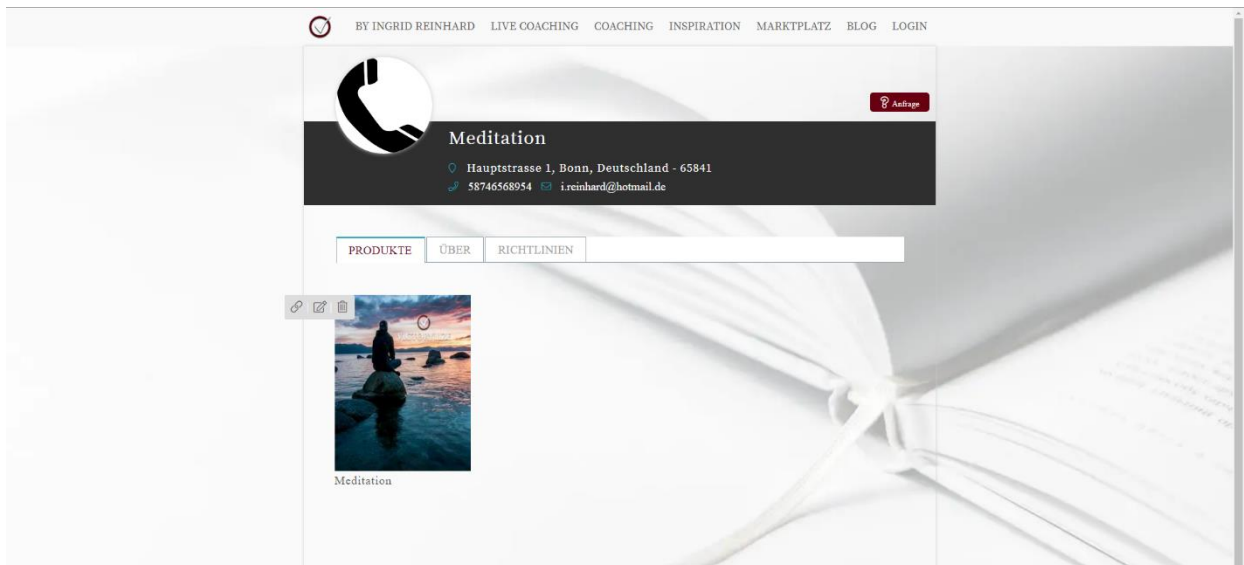 BY INGRID REINHARD LIVE COACHING COACHING INSPIRATION MARKTPLATZ BLOG LOGIN
Anfrage
Meditation
Hauptstrasse 1, Bonn, Deutschland - 65841
58746568954 i.reinhard@hotmail.de
PRODUKTE ÜBER RICHTLINIEN
Meditation